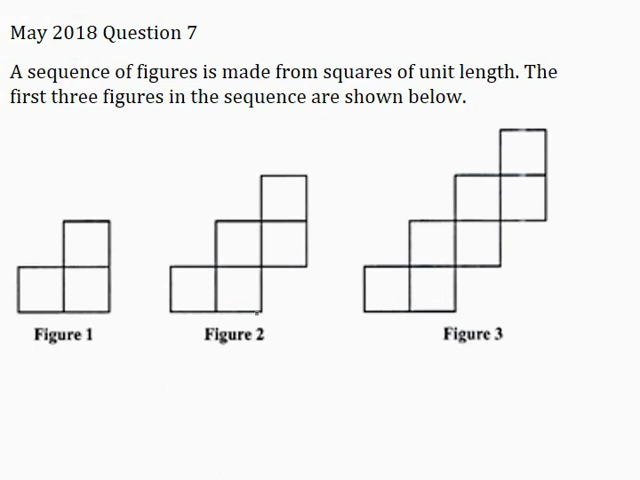 May 2018 Question 7
A sequence of figures is made from squares of unit length. The
first three figures in the sequence are shown below.
Figure 1
Figure 2
Figure 3